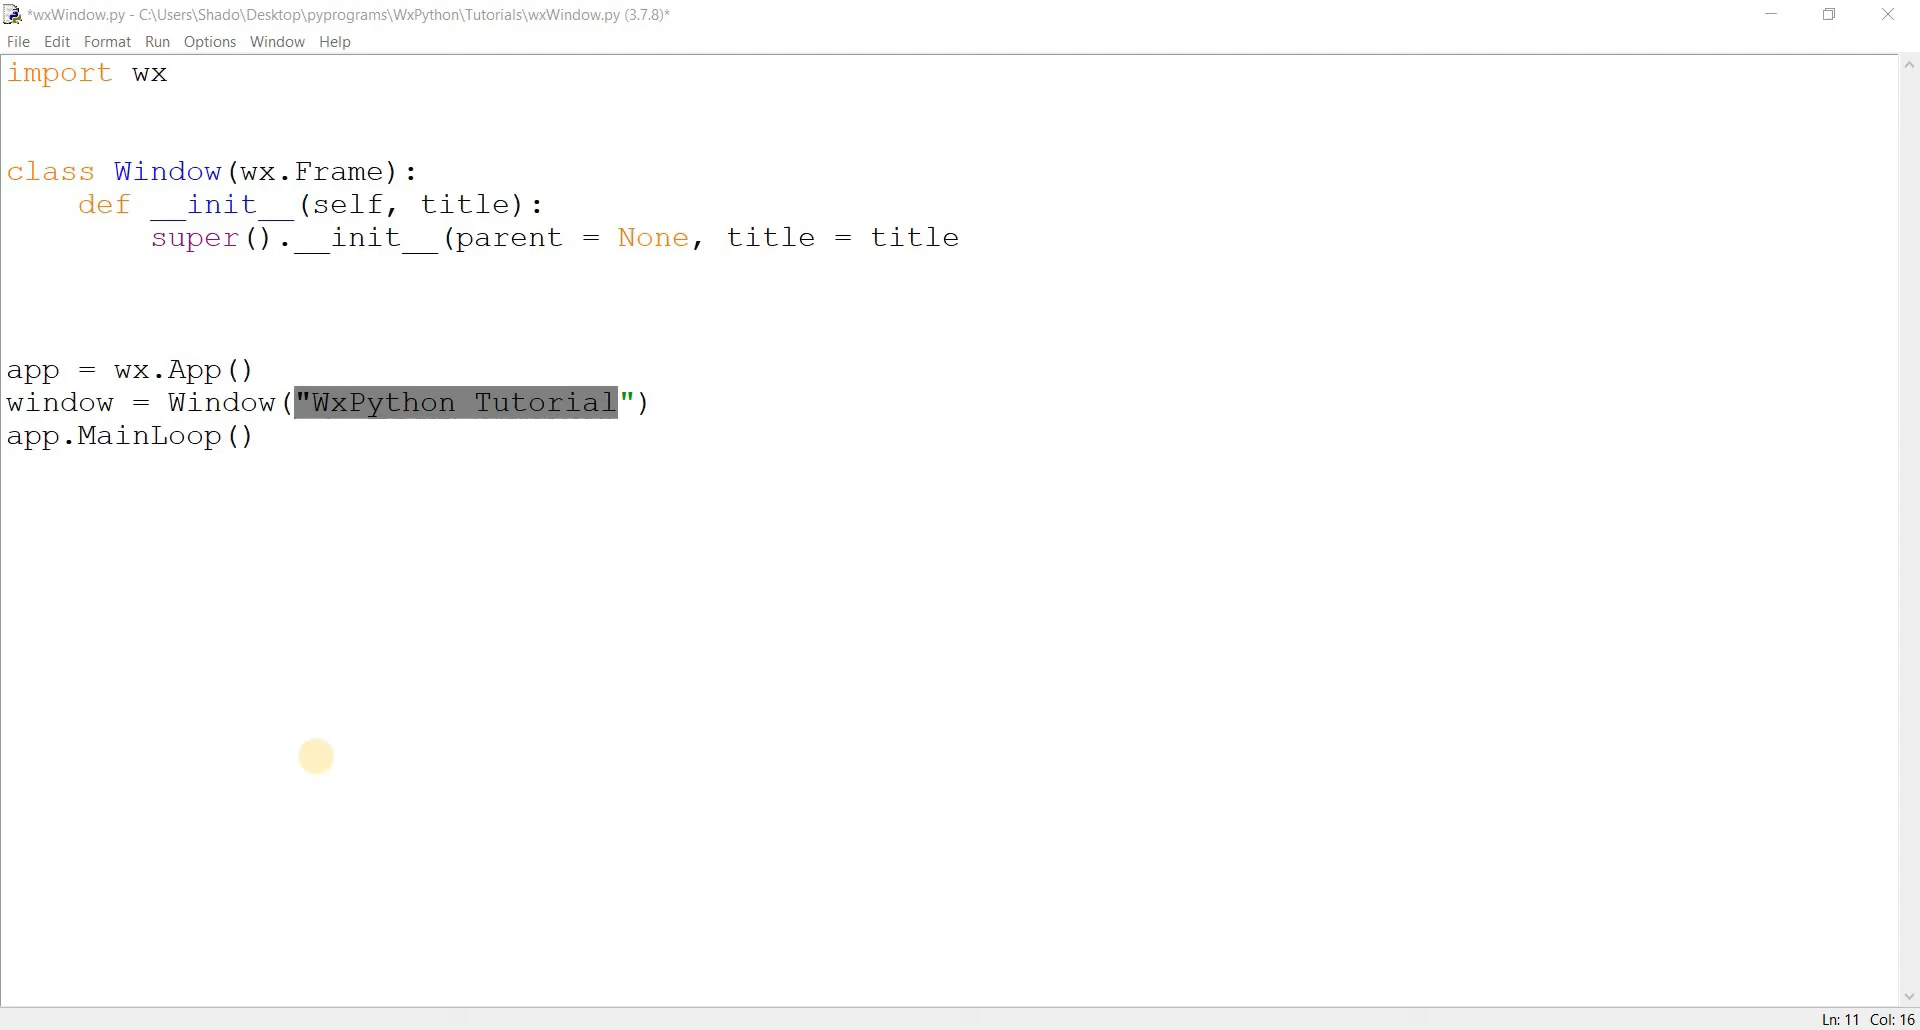 *wxWindow.py - C:\Users\Shado\Desktop\pyprograms\WxPython\Tutorials\wxWindow.py (3.7.8)*
File Edit Format Run Options Window Help
import wx
class Window(wx.Frame):
    def __init__(self, title):
        super().__init__(parent = None, title = title
app = wx.App()
window = Window("WxPython Tutorial")
app.MainLoop()
Ln: 11 Col: 16